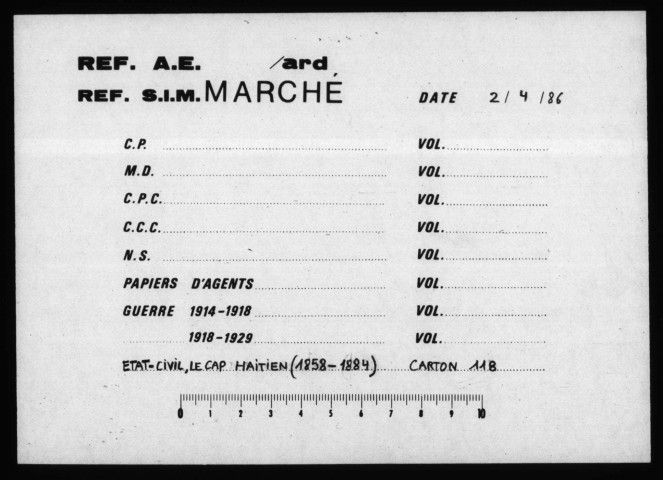 REF. A.E. /ard
REF. S.I.M. MARCHÉ DATE 2/4/86
C.P. VOL.
M.D. VOL.
C.P.C. VOL.
C.C.C. VOL.
N.S. VOL.
PAPIERS D'AGENTS VOL.
GUERRE 1914-1918 VOL.
1918-1929 VOL.
ETAT-CIVIL, LE CAP HAITIEN (1858-1884) CARTON 11B
0 1 2 3 4 5 6 7 8 9 10